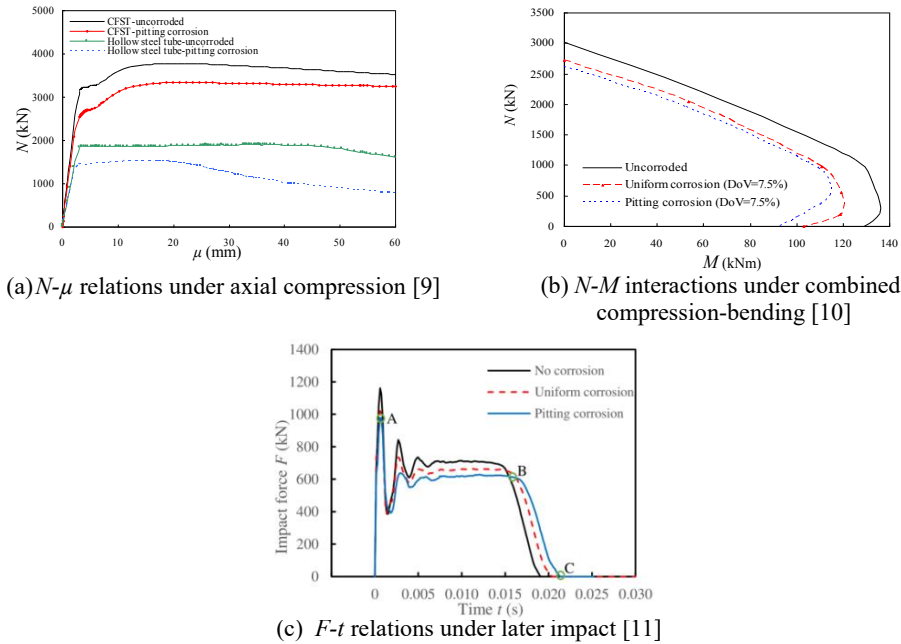 CFST-uncorroded
CFST-pitting corrosion
Hollow steel tube-uncorroded
Hollow steel tube-pitting corrosion
5000
4000
3000
2000
1000
0
N (kN)
0 10 20 30 40 50 60
μ (mm)
(a) N-μ relations under axial compression [9]
3500
3000
2500
2000
1500
1000
500
0
N (kN)
Uncorroded
Uniform corrosion (DoV=7.5%)
Pitting corrosion (DoV=7.5%)
0 20 40 60 80 100 120 140
M (kNm)
(b) N-M interactions under combined
compression-bending [10]
1400
1200
1000
800
600
400
200
0
Impact force F (kN)
No corrosion
Uniform corrosion
Pitting corrosion
A
B
C
0 0.005 0.010 0.015 0.020 0.025 0.030
Time t (s)
(c) F-t relations under later impact [11]